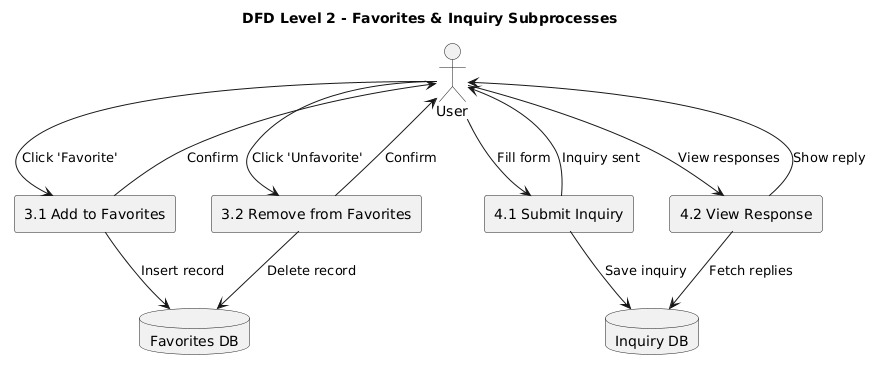 DFD Level 2 - Favorites & Inquiry Subprocesses
User
Click 'Favorite'
Confirm
Click 'Unfavorite'
Confirm
Fill form
Inquiry sent
View responses
Show reply
3.1 Add to Favorites
3.2 Remove from Favorites
4.1 Submit Inquiry
4.2 View Response
Insert record
Delete record
Save inquiry
Fetch replies
Favorites DB
Inquiry DB